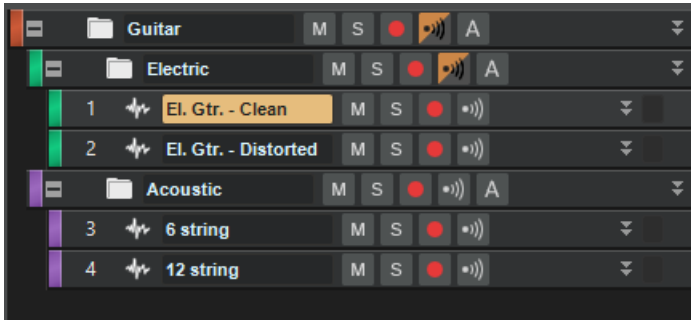 Guitar M S A
Electric M S A
1 El. Gtr. - Clean M S
2 El. Gtr. - Distorted M S
Acoustic M S A
3 6 string M S
4 12 string M S